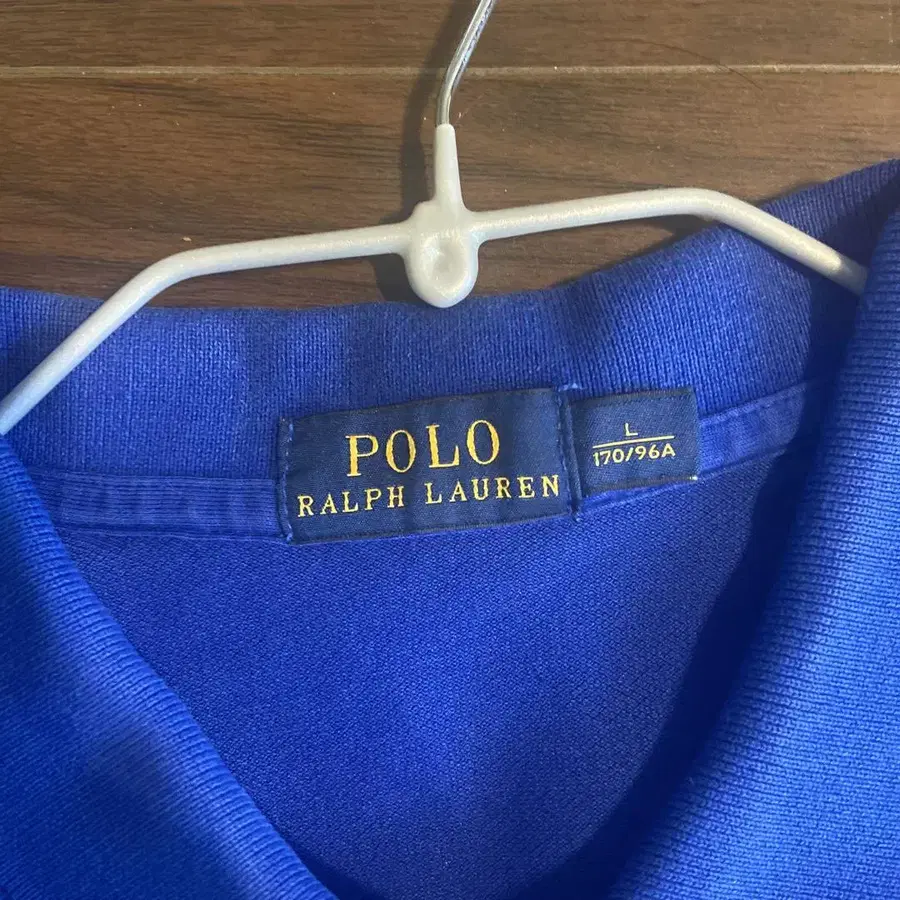 POLO
RALPH LAUREN
L
170/96A